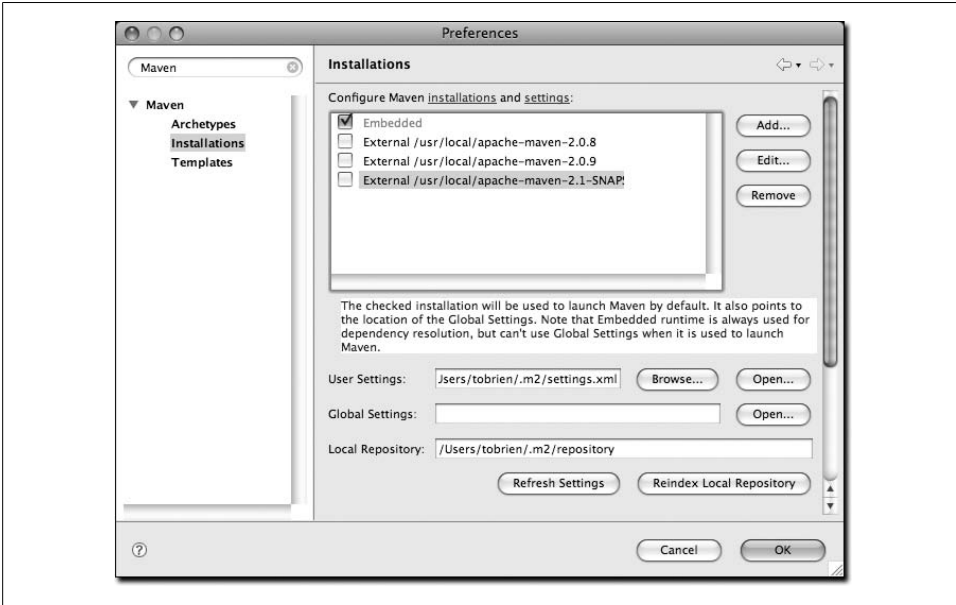 Preferences
Maven
Maven
Archetypes
Installations
Templates
Installations
Configure Maven installations and settings:
Embedded
External /usr/local/apache-maven-2.0.8
External /usr/local/apache-maven-2.0.9
External /usr/local/apache-maven-2.1-SNAPS
Add...
Edit...
Remove
The checked installation will be used to launch Maven by default. It also points to
the location of the Global Settings. Note that Embedded runtime is always used for
dependency resolution, but can't use Global Settings when it is used to launch
Maven.
User Settings: Jsers/tobrien/.m2/settings.xml Browse... Open...
Global Settings: Open...
Local Repository: /Users/tobrien/.m2/repository
Refresh Settings Reindex Local Repository
? Cancel OK